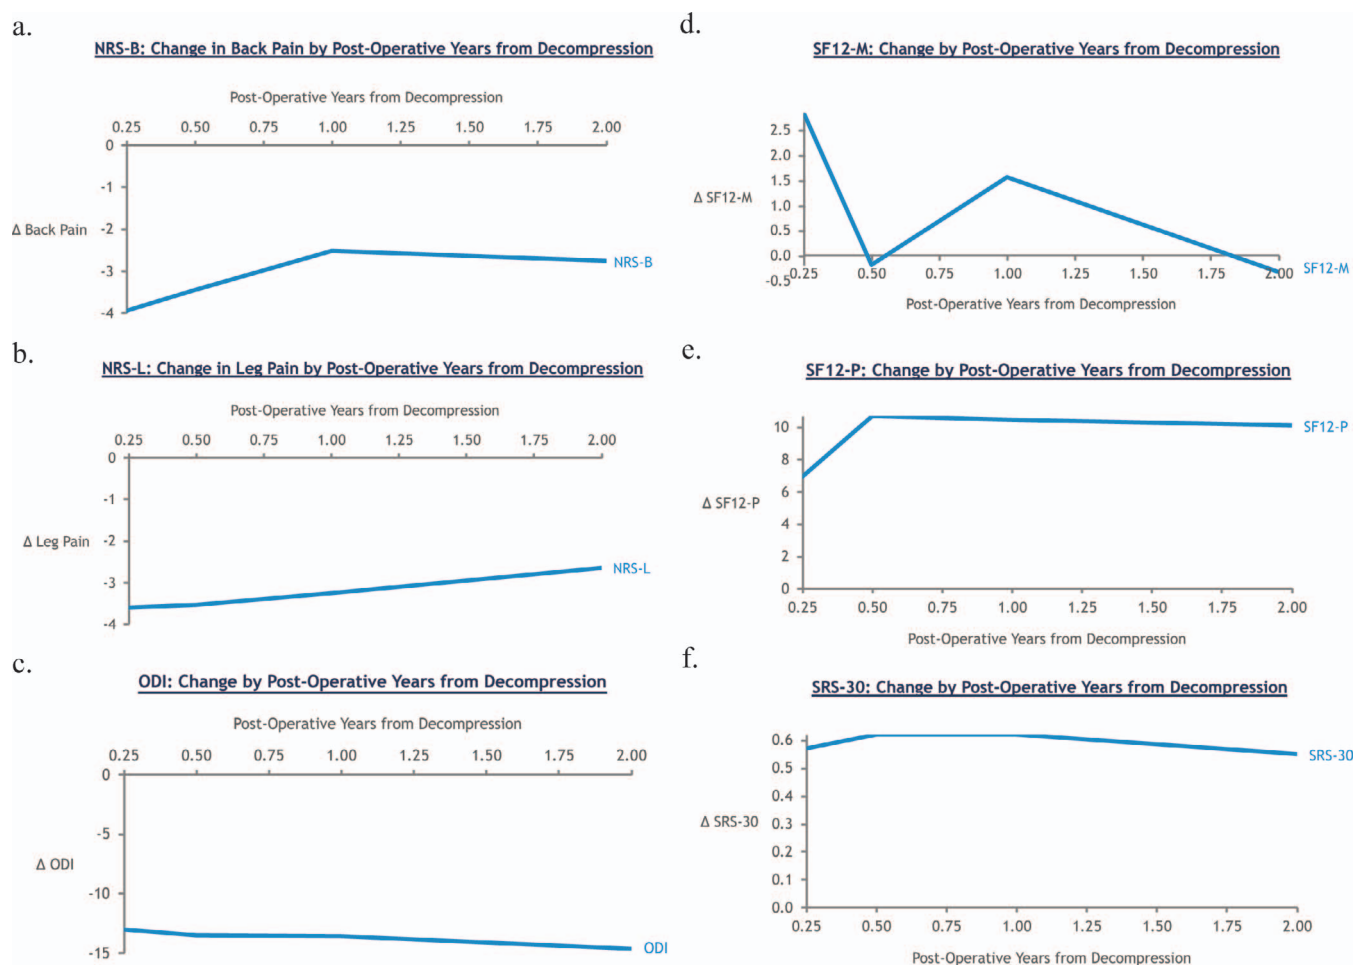 a.
NRS-B: Change in Back Pain by Post-Operative Years from Decompression
Post-Operative Years from Decompression
0.25 0.50 0.75 1.00 1.25 1.50 1.75 2.00
0
-1
-2
Δ Back Pain
-3
-4
NRS-B
b.
NRS-L: Change in Leg Pain by Post-Operative Years from Decompression
Post-Operative Years from Decompression
0.25 0.50 0.75 1.00 1.25 1.50 1.75 2.00
0
-1
-2
Δ Leg Pain
-3
-4
NRS-L
c.
ODI: Change by Post-Operative Years from Decompression
Post-Operative Years from Decompression
0.25 0.50 0.75 1.00 1.25 1.50 1.75 2.00
0
-5
Δ ODI
-10
-15
ODI
d.
SF12-M: Change by Post-Operative Years from Decompression
2.5
2.0
1.5
Δ SF12-M
1.0
0.5
0.0
-0.5
0.25 0.50 0.75 1.00 1.25 1.50 1.75 2.00
SF12-M
Post-Operative Years from Decompression
e.
SF12-P: Change by Post-Operative Years from Decompression
10
SF12-P
8
6
Δ SF12-P
4
2
0
0.25 0.50 0.75 1.00 1.25 1.50 1.75 2.00
Post-Operative Years from Decompression
f.
SRS-30: Change by Post-Operative Years from Decompression
0.6
SRS-30
0.5
0.4
Δ SRS-30
0.3
0.2
0.1
0.0
0.25 0.50 0.75 1.00 1.25 1.50 1.75 2.00
Post-Operative Years from Decompression